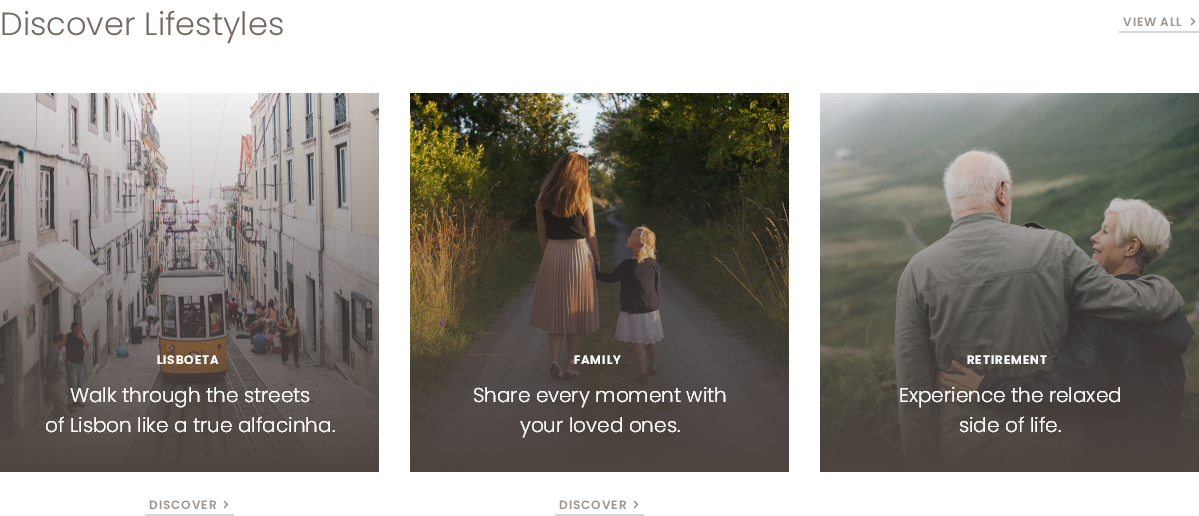 Discover Lifestyles
VIEW ALL
LISBOETA
Walk through the streets
of Lisbon like a true alfacinha.
DISCOVER
FAMILY
Share every moment with
your loved ones.
DISCOVER
RETIREMENT
Experience the relaxed
side of life.